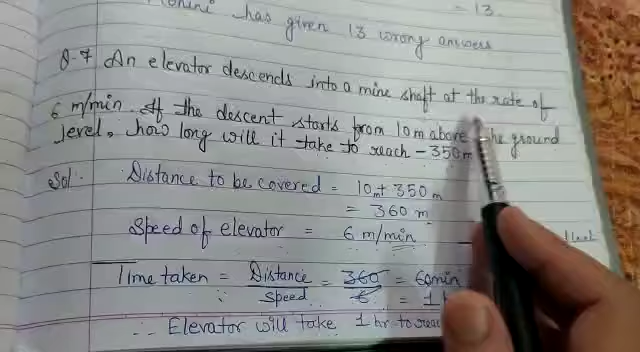 = 13
Mohini has given 13 wrong answers
Q.7 An elevator descends into a mine shaft at the rate of
6 m/min. If the descent starts from 10 m above the ground
level, how long will it take to reach - 350 m
Sol. Distance to be covered = 10 m + 350 m
= 360 m
Speed of elevator = 6 m/min
Time taken = Distance/Speed = 360/6 = 60 min
= 1 h
∴ Elevator will take 1 hr to rea